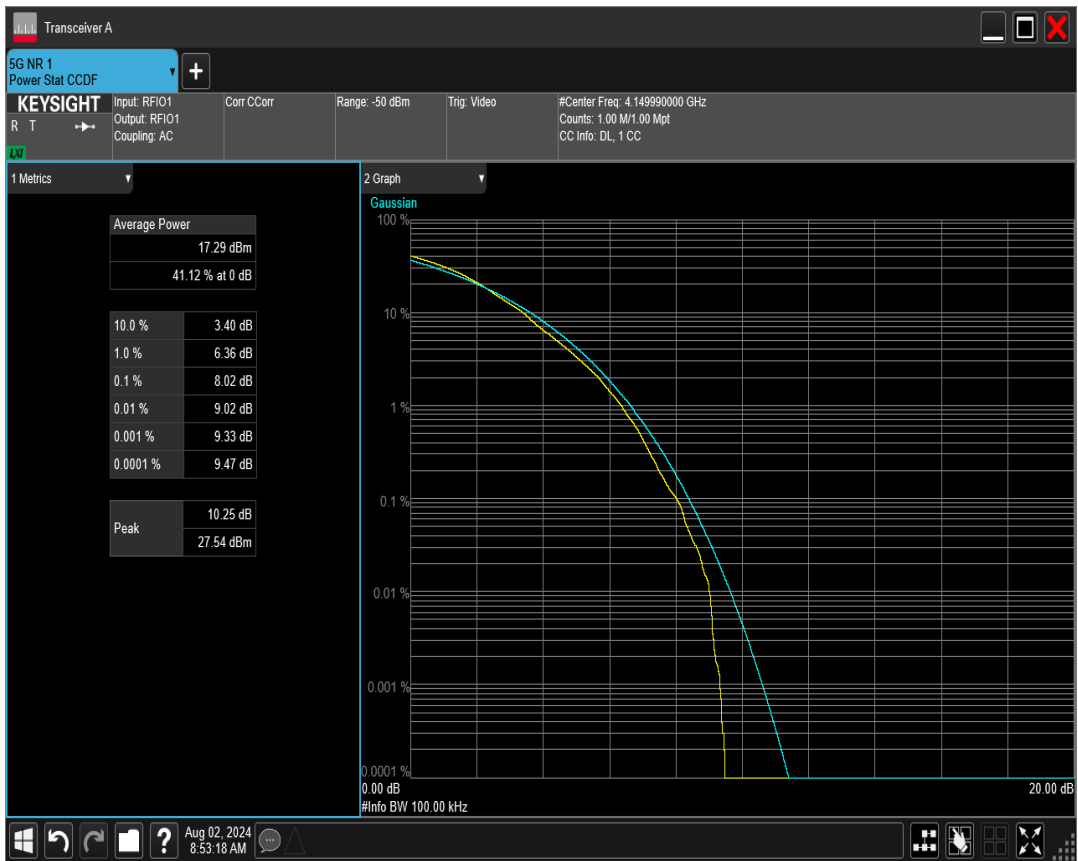 Transceiver A
5G NR 1
Power Stat CCDF
+
KEYSIGHT
R T
LXI
Input: RFIO1
Output: RFIO1
Coupling: AC
Corr CCorr
Range: -50 dBm
Trig: Video
#Center Freq: 4.149990000 GHz
Counts: 1.00 M/1.00 Mpt
CC Info: DL, 1 CC
1 Metrics
Average Power
17.29 dBm
41.12 % at 0 dB
10.0 % 3.40 dB
1.0 % 6.36 dB
0.1 % 8.02 dB
0.01 % 9.02 dB
0.001 % 9.33 dB
0.0001 % 9.47 dB
Peak
10.25 dB
27.54 dBm
2 Graph
Gaussian
100 %
10 %
1 %
0.1 %
0.01 %
0.001 %
0.0001 %
0.00 dB 20.00 dB
#Info BW 100.00 kHz
?
Aug 02, 2024
8:53:18 AM